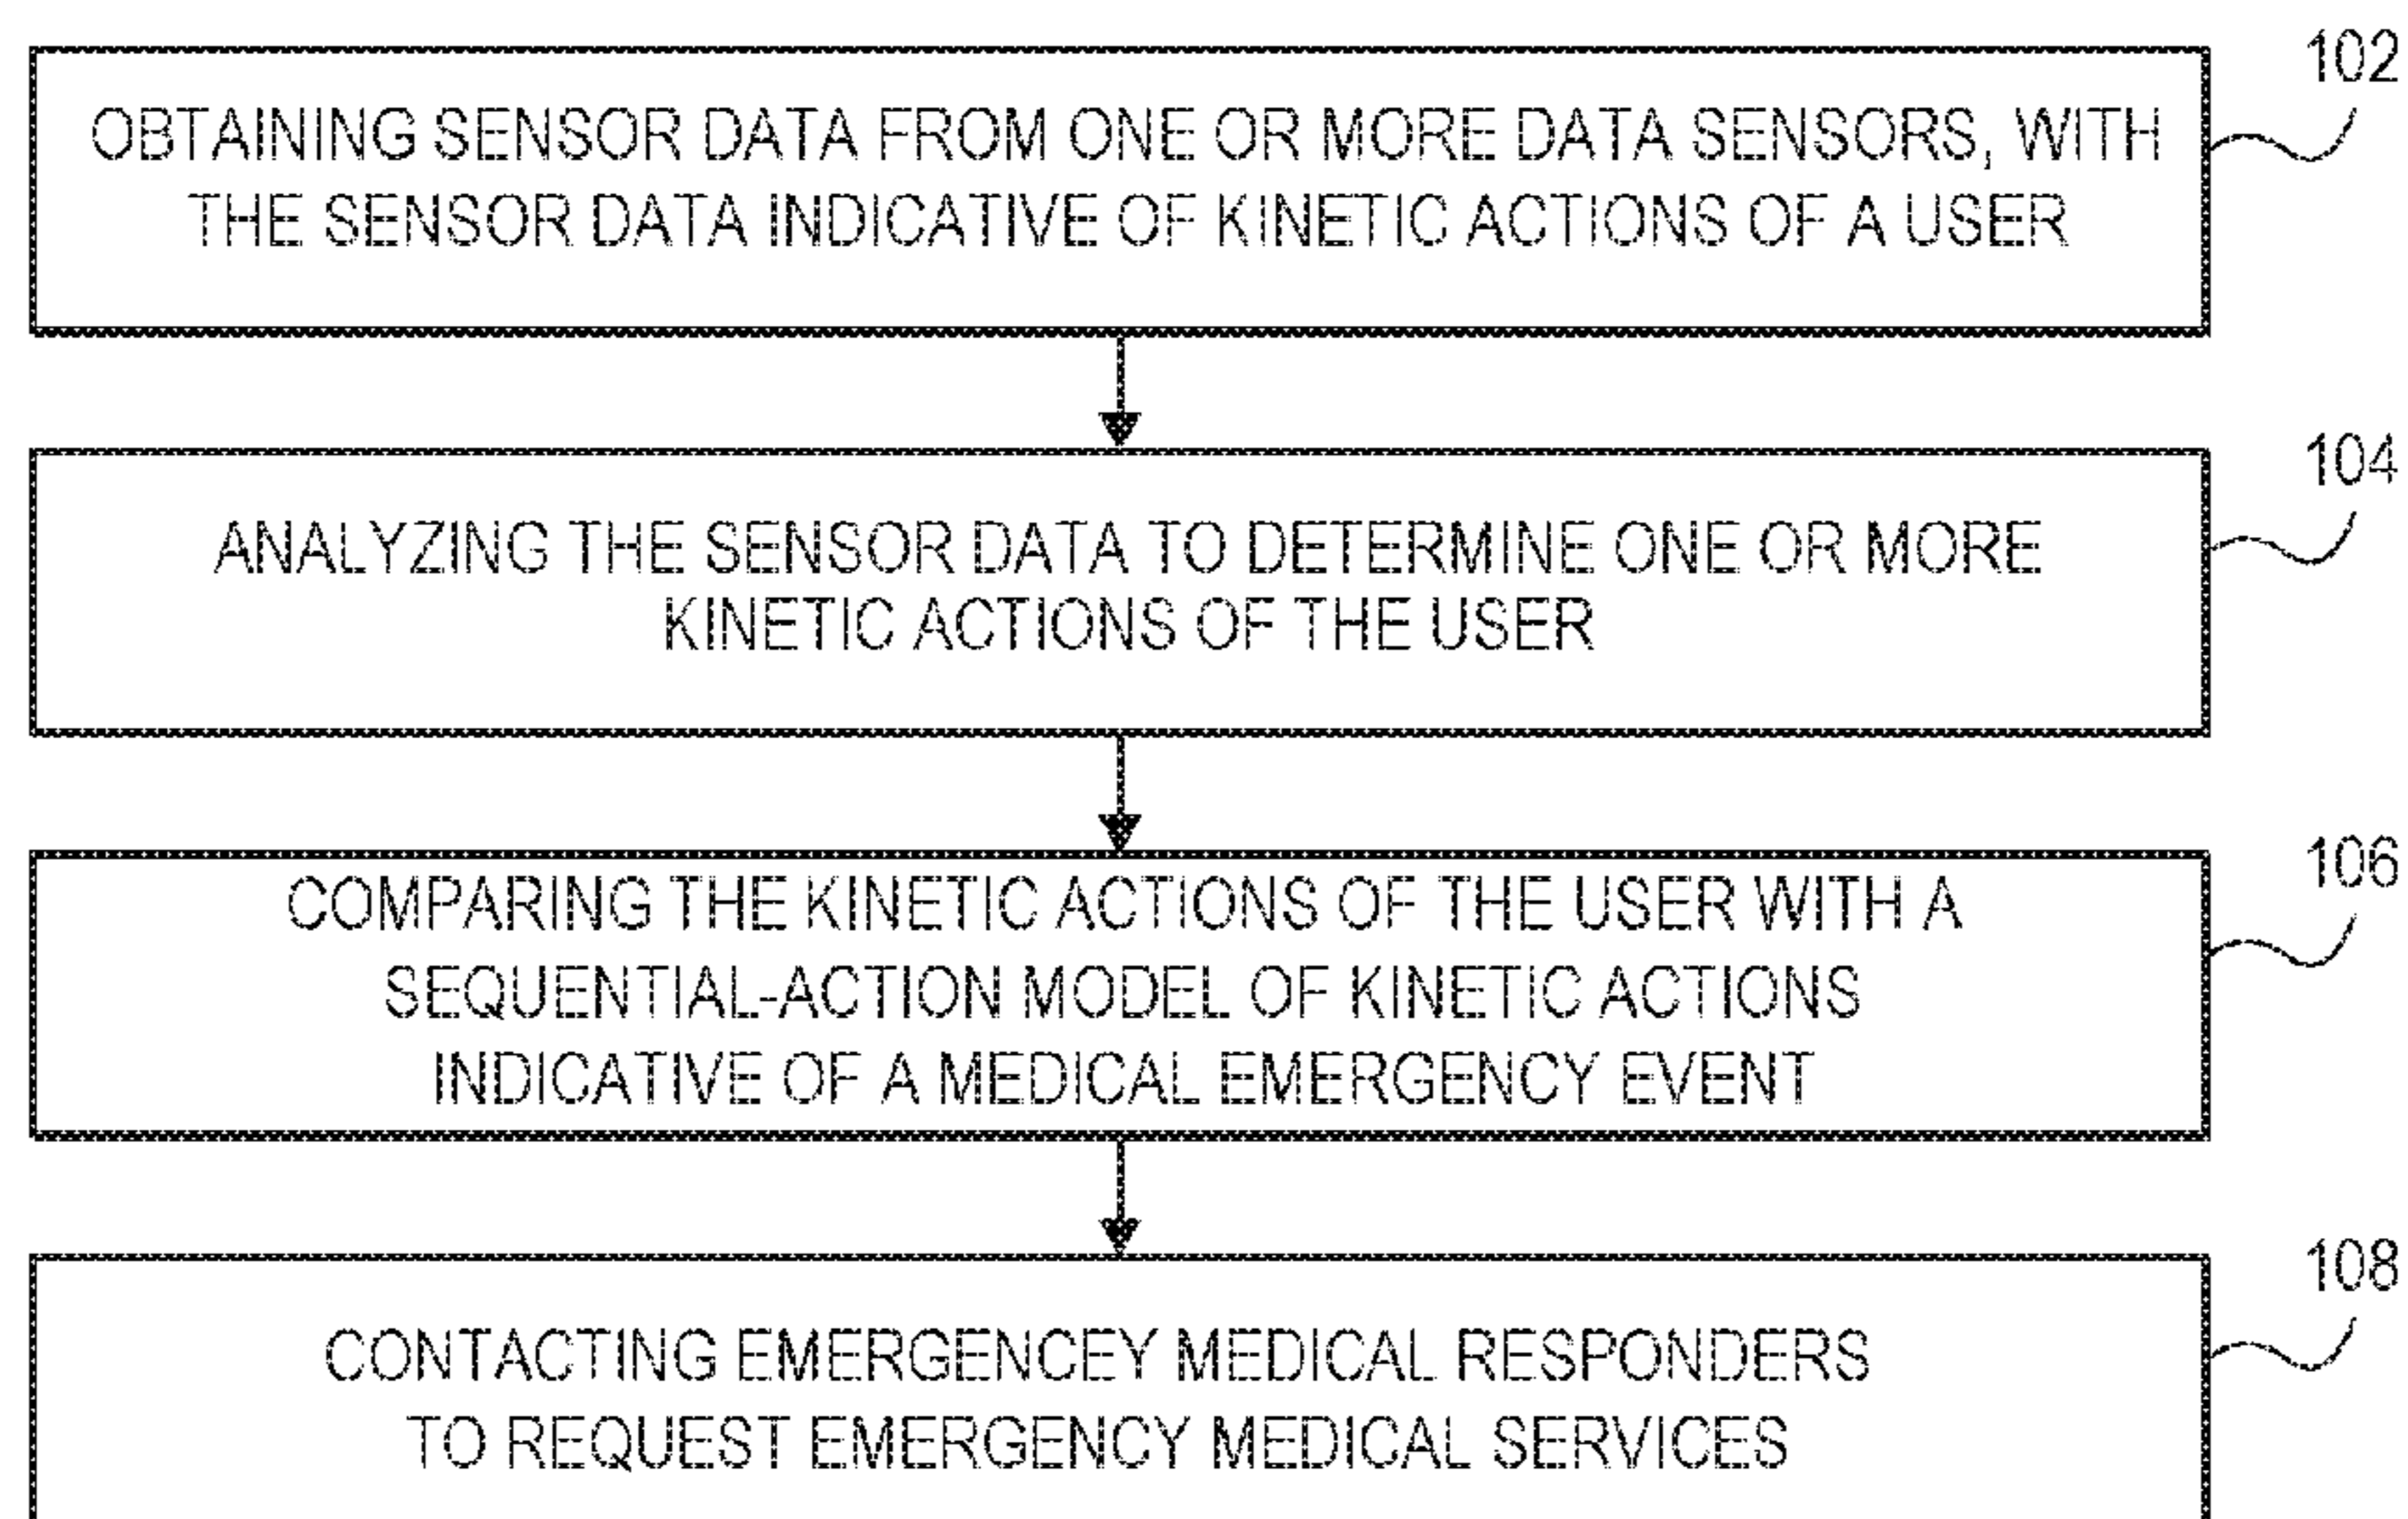 102
OBTAINING SENSOR DATA FROM ONE OR MORE DATA SENSORS, WITH
THE SENSOR DATA INDICATIVE OF KINETIC ACTIONS OF A USER
104
ANALYZING THE SENSOR DATA TO DETERMINE ONE OR MORE
KINETIC ACTIONS OF THE USER
106
COMPARING THE KINETIC ACTIONS OF THE USER WITH A
SEQUENTIAL-ACTION MODEL OF KINETIC ACTIONS
INDICATIVE OF A MEDICAL EMERGENCY EVENT
108
CONTACTING EMERGENCEY MEDICAL RESPONDERS
TO REQUEST EMERGENCY MEDICAL SERVICES